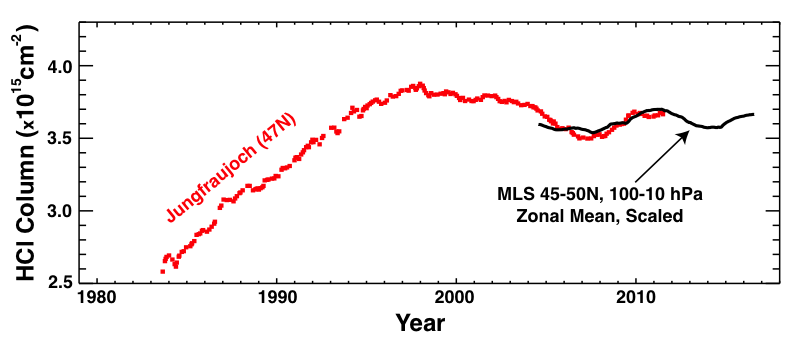 HCl Column (x10¹⁵cm⁻²)
4.0
3.5
3.0
2.5
Jungfraujoch (47N)
MLS 45-50N, 100-10 hPa
Zonal Mean, Scaled
1980
1990
2000
2010
Year